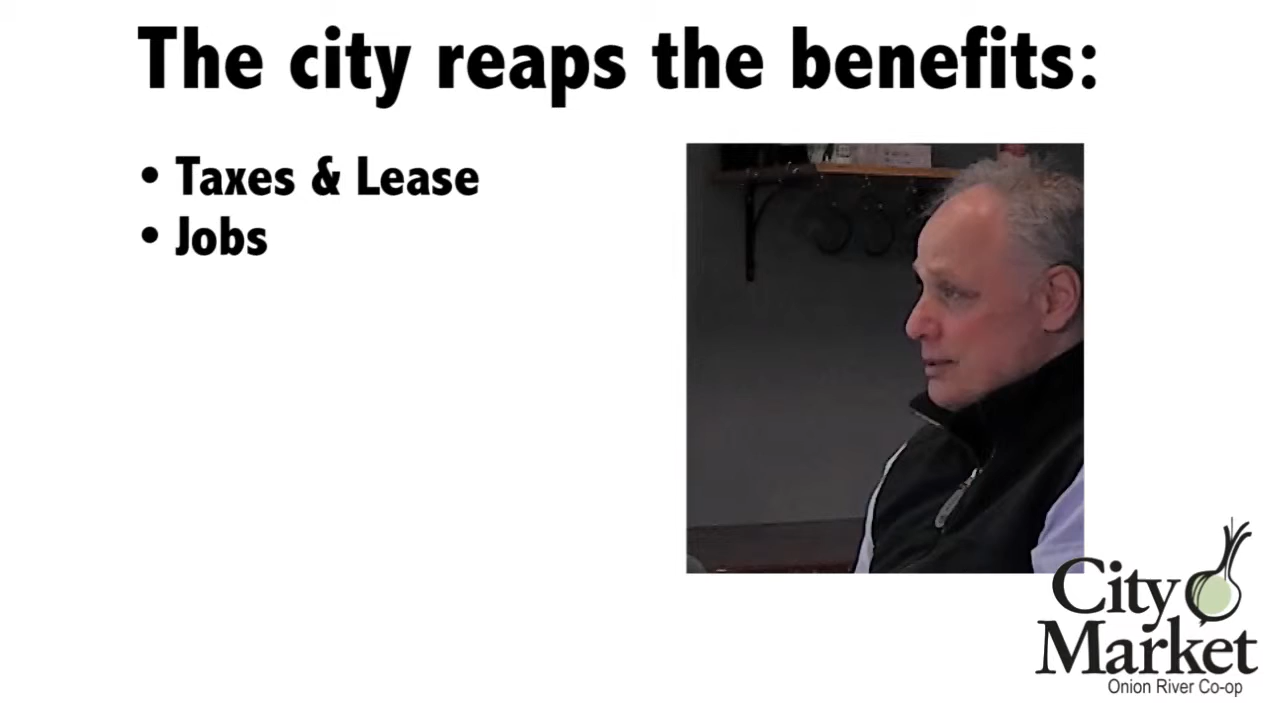 The city reaps the benefits:
• Taxes & Lease
• Jobs
City
Market
Onion River Co-op